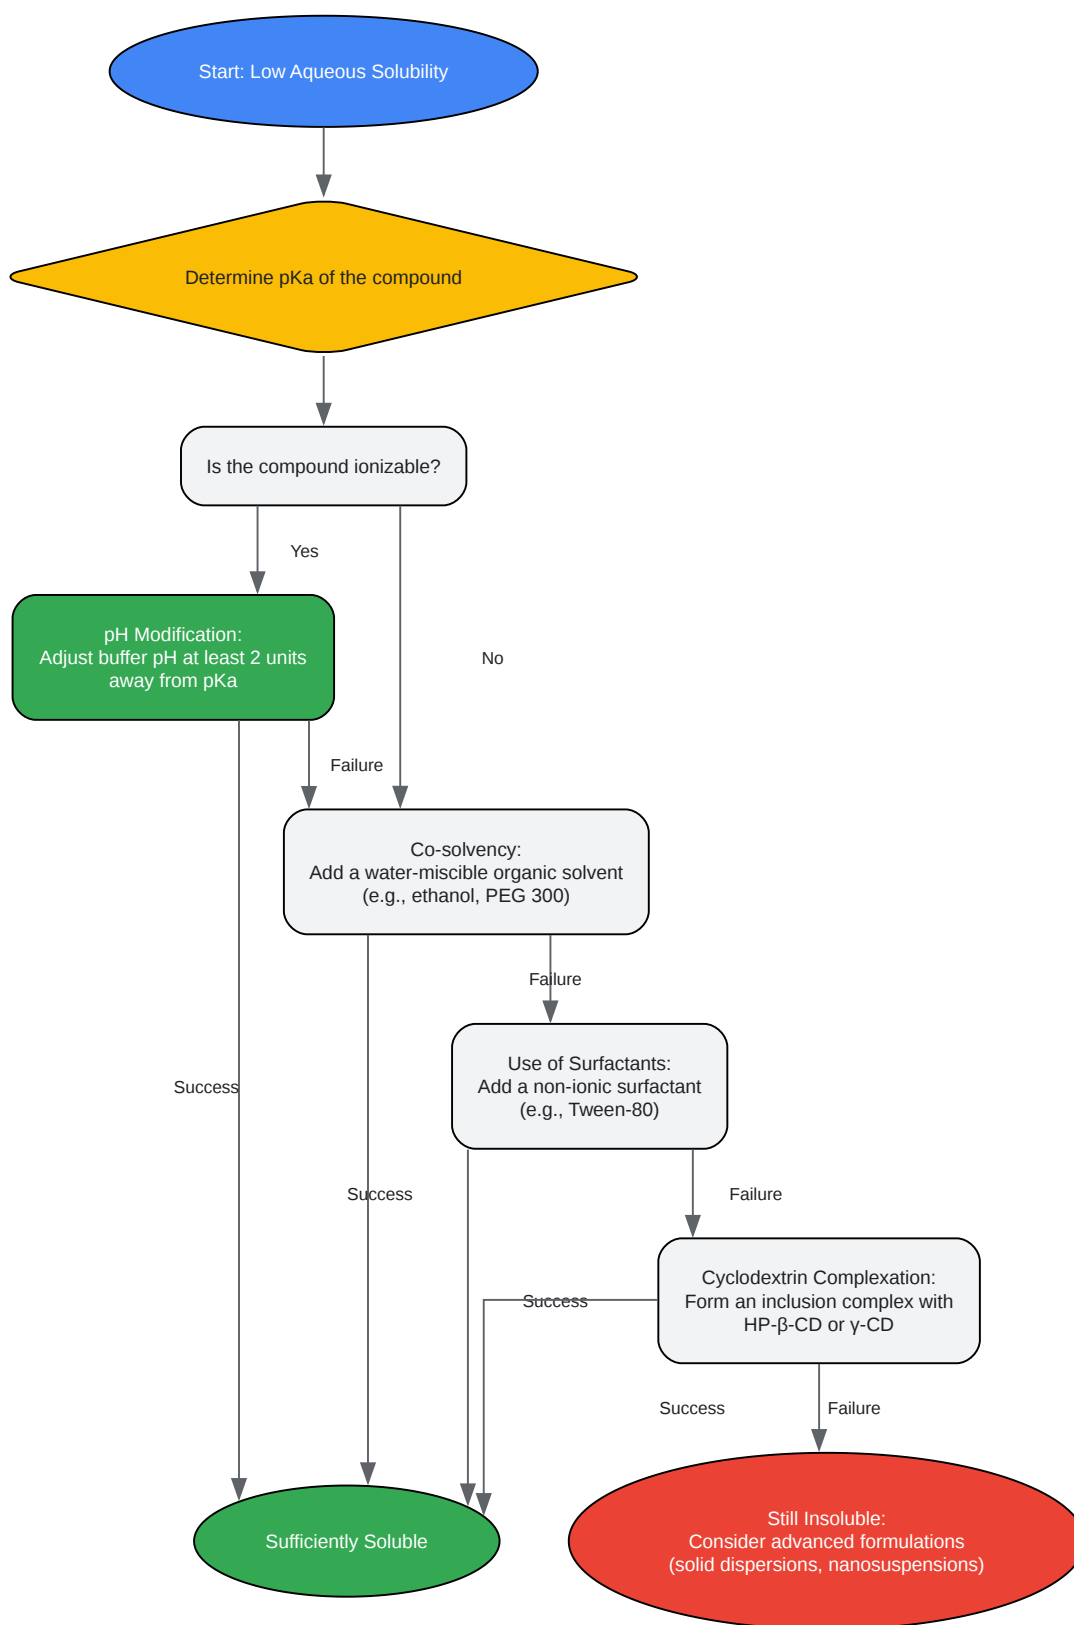 Start: Low Aqueous Solubility
Determine pKa of the compound
Is the compound ionizable?
Yes
pH Modification:
Adjust buffer pH at least 2 units
away from pKa
No
Failure
Co-solvency:
Add a water-miscible organic solvent
(e.g., ethanol, PEG 300)
Failure
Use of Surfactants:
Add a non-ionic surfactant
(e.g., Tween-80)
Success
Success
Failure
Cyclodextrin Complexation:
Form an inclusion complex with
HP-β-CD or γ-CD
Success
Success
Failure
Sufficiently Soluble
Still Insoluble:
Consider advanced formulations
(solid dispersions, nanosuspensions)